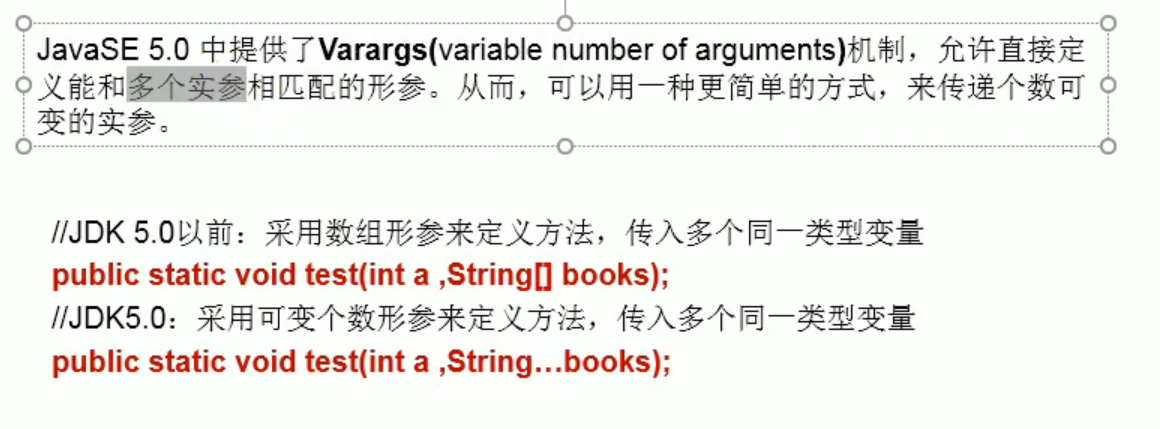 JavaSE 5.0 中提供了Varargs(variable number of arguments)机制，允许直接定
义能和多个实参相匹配的形参。从而，可以用一种更简单的方式，来传递个数可
变的实参。
//JDK 5.0以前：采用数组形参来定义方法，传入多个同一类型变量
public static void test(int a ,String[] books);
//JDK5.0：采用可变个数形参来定义方法，传入多个同一类型变量
public static void test(int a ,String…books);